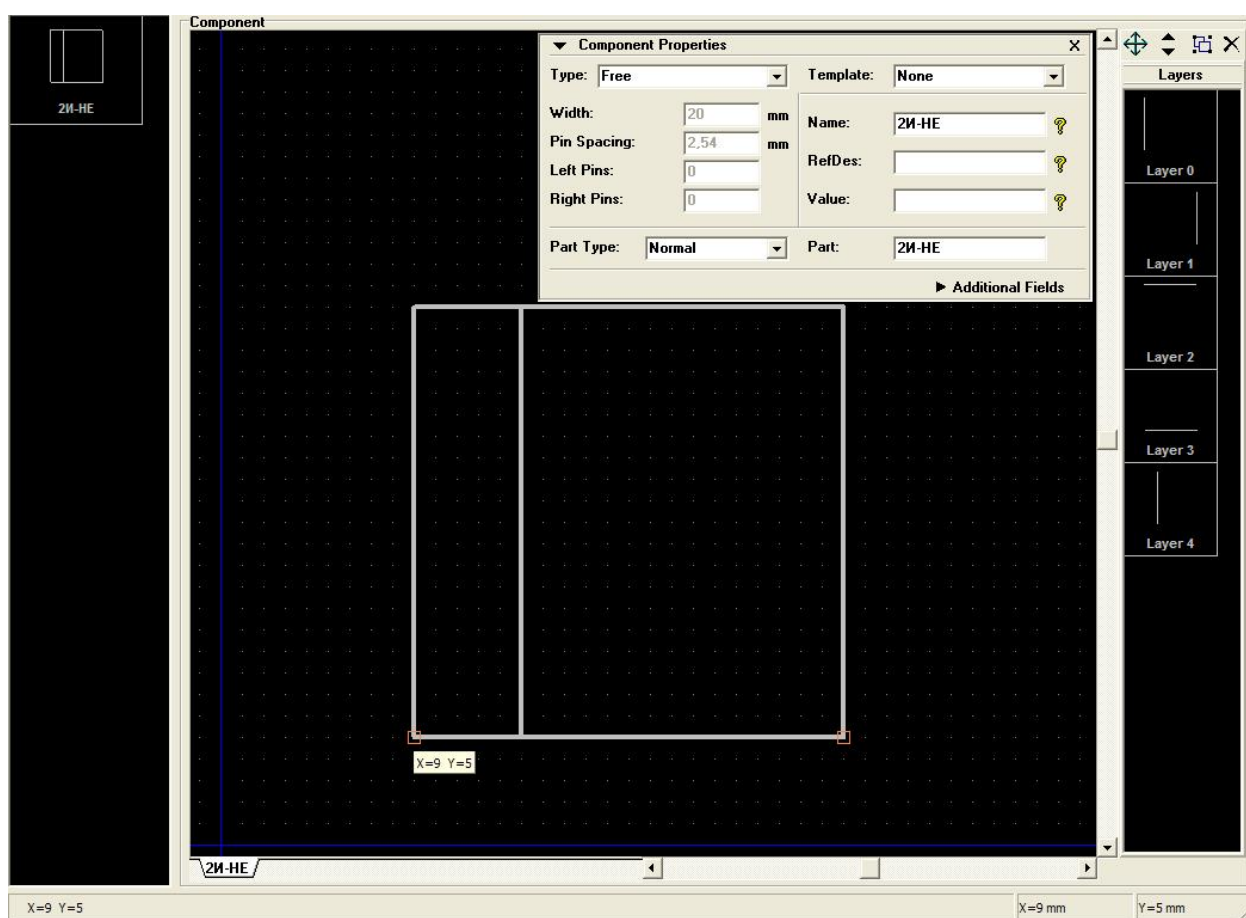 Component
2И-НЕ
Component Properties X
Type: Free Template: None
Width: 20 mm
Pin Spacing: 2,54 mm
Left Pins: 0
Right Pins: 0
Name: 2И-НЕ
RefDes:
Value:
Part Type: Normal Part: 2И-НЕ
Additional Fields
Layers
Layer 0
Layer 1
Layer 2
Layer 3
Layer 4
X=9 Y=5
2И-НЕ
X=9 Y=5 X=9 mm Y=5 mm